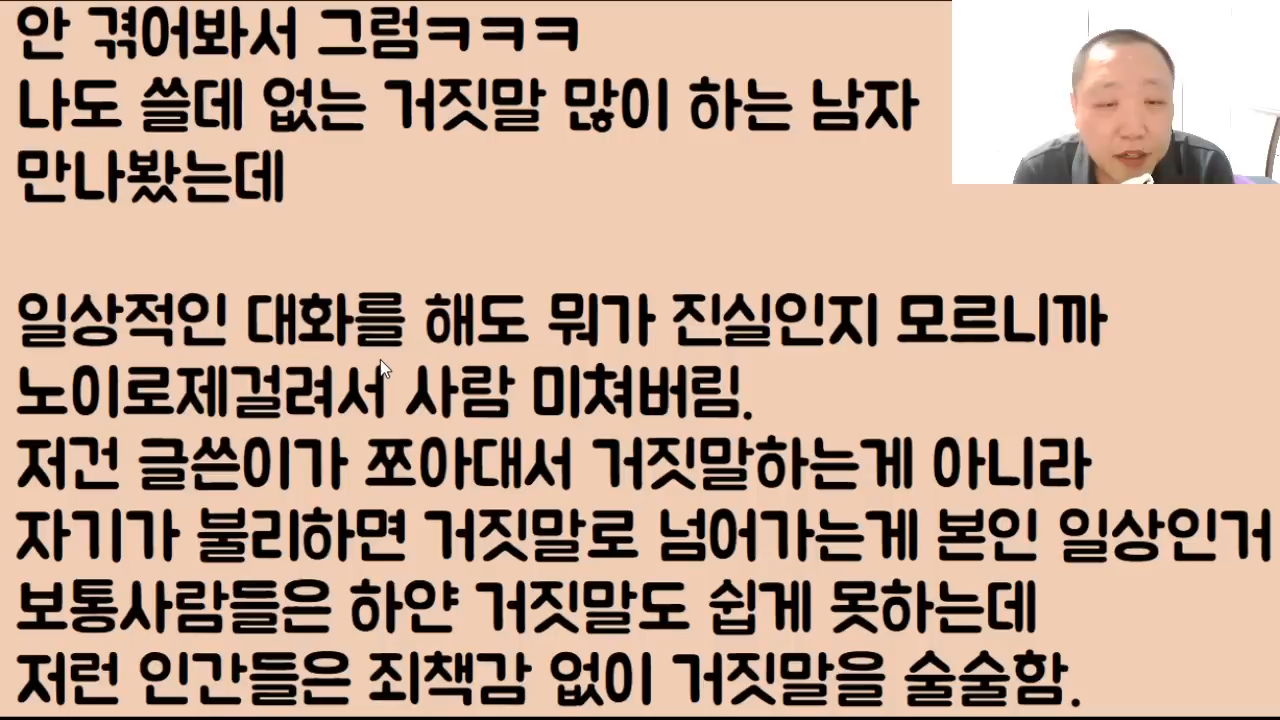 안 겪어봐서 그럼ㅋㅋㅋ
나도 쓸데 없는 거짓말 많이 하는 남자
만나봤는데
일상적인 대화를 해도 뭐가 진실인지 모르니까
노이로제걸려서 사람 미쳐버림.
저건 글쓴이가 쪼아대서 거짓말하는게 아니라
자기가 불리하면 거짓말로 넘어가는게 본인 일상인거
보통사람들은 하얀 거짓말도 쉽게 못하는데
저런 인간들은 죄책감 없이 거짓말을 술술함.